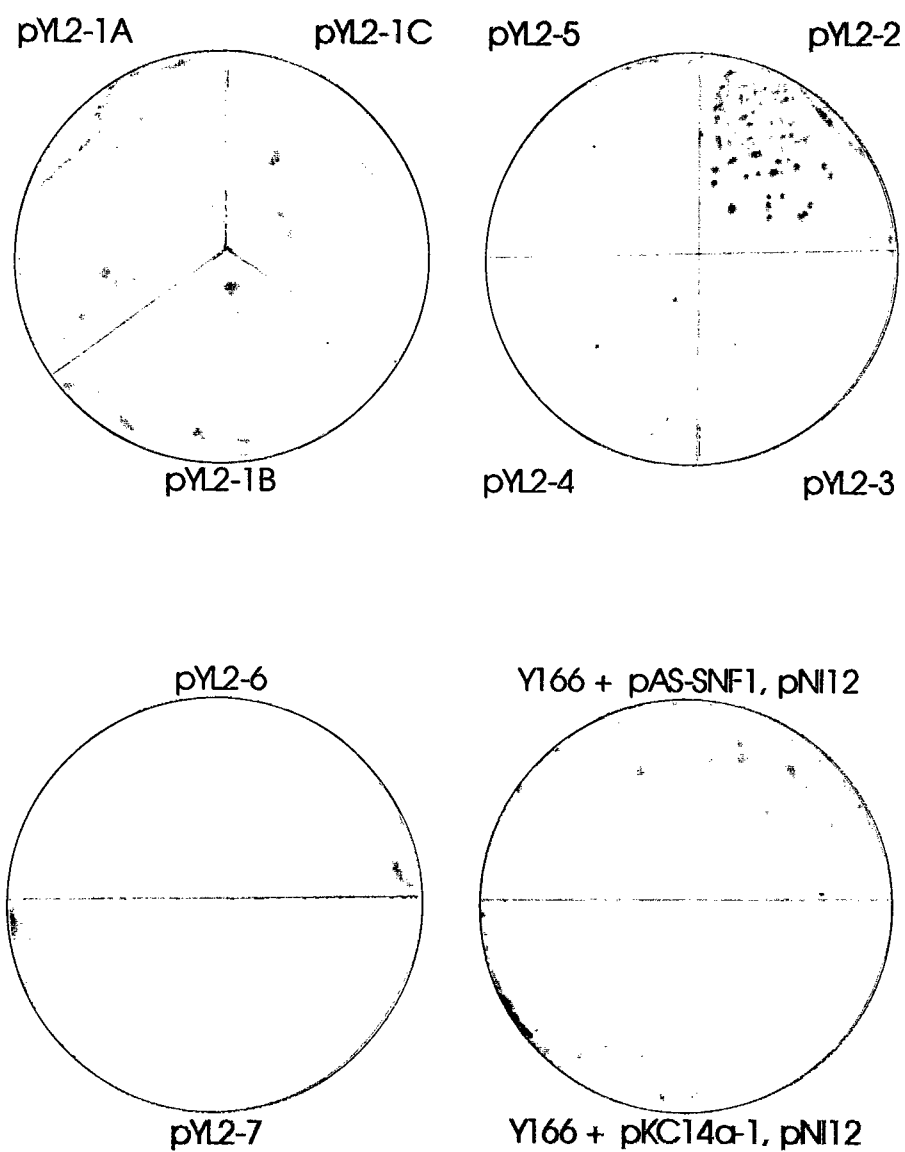 pYL2-1A pYL2-1C pYL2-5 pYL2-2
pYL2-1B pYL2-4 pYL2-3
pYL2-6 Y166 + pAS-SNF1, pNI12
pYL2-7 Y166 + pKC14α-1, pNI12